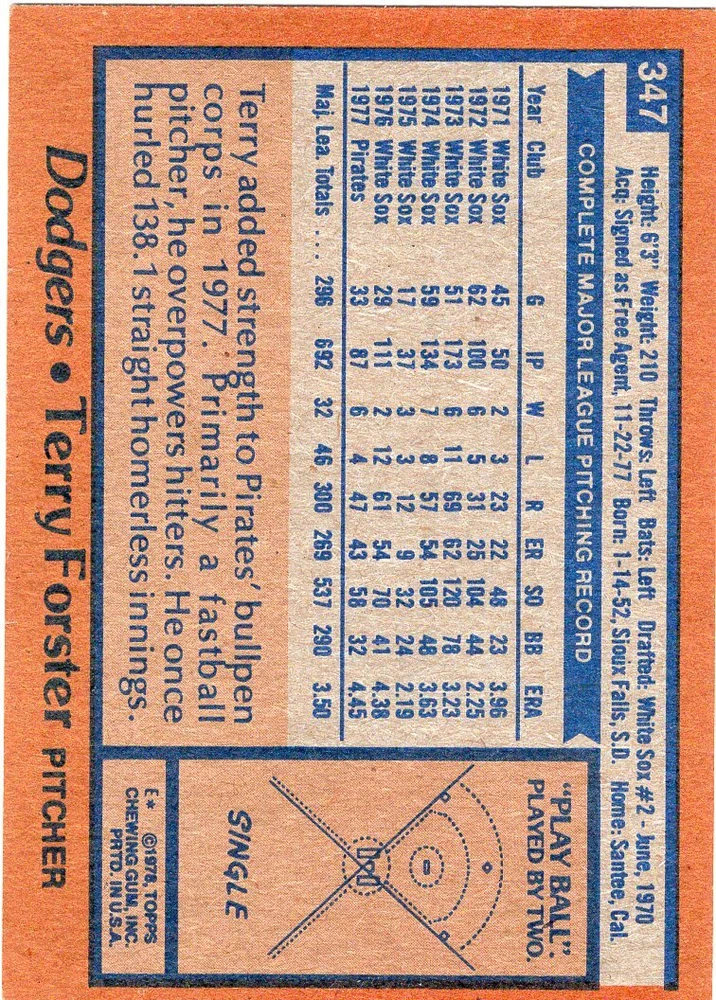 347
Height: 6'3" Weight: 210 Throws: Left Bats: Left Drafted: White Sox #2 - June, 1970
Acq: Signed as Free Agent, 11-22-77 Born: 1-14-52, Sioux Falls, S.D. Home: Santee, Cal.
COMPLETE MAJOR LEAGUE PITCHING RECORD
Year Club G IP W L R ER SO BB ERA
1971 White Sox 45 50 2 3 23 22 48 23 3.96
1972 White Sox 62 100 6 5 31 25 104 44 2.25
1973 White Sox 51 173 6 11 69 62 120 78 3.23
1974 White Sox 59 134 7 8 57 54 105 48 3.63
1975 White Sox 17 37 3 3 12 9 32 24 2.19
1976 White Sox 29 111 2 12 61 54 70 41 4.38
1977 Pirates 33 87 6 4 47 43 58 32 4.45
Maj. Lea. Totals ... 296 692 32 46 300 269 537 290 3.50
Terry added strength to Pirates' bullpen
corps in 1977. Primarily a fastball
pitcher, he overpowers hitters. He once
hurled 138.1 straight homerless innings.
"PLAY BALL".
PLAYED BY TWO.
SINGLE
E* ©1978, TOPPS
CHEWING GUM, INC.
PRTD. IN U.S.A.
Dodgers • Terry Forster PITCHER